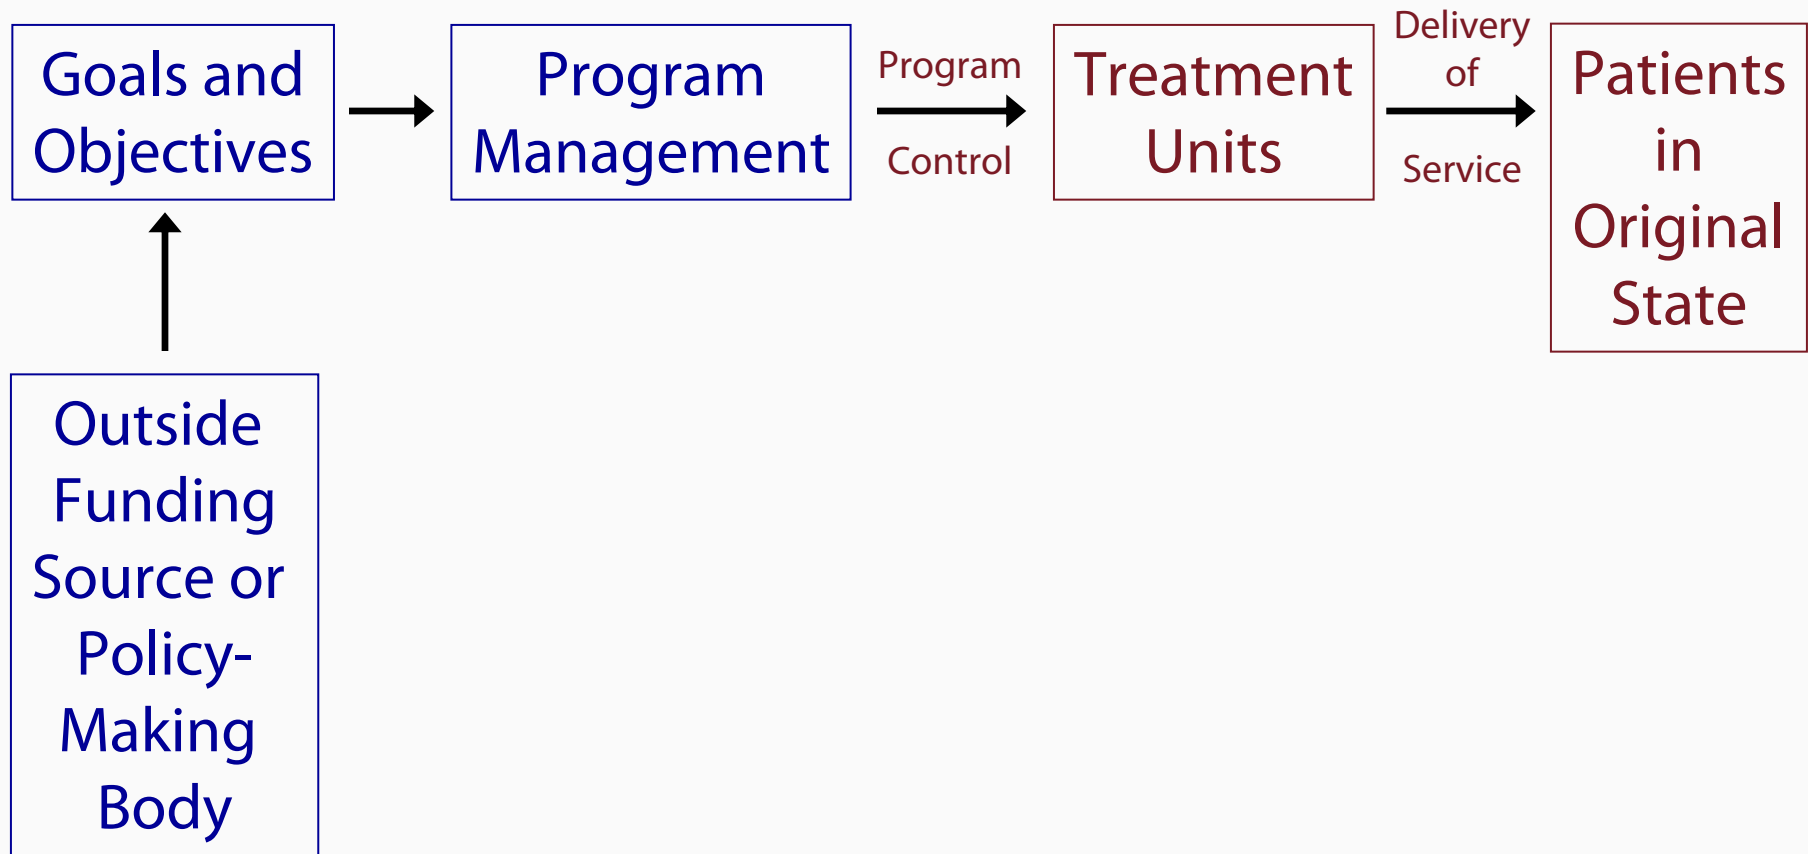 Goals and
Objectives
Program
Management
Program
Control
Treatment
Units
Delivery
of
Service
Patients
in
Original
State
Outside
Funding
Source or
Policy-
Making
Body